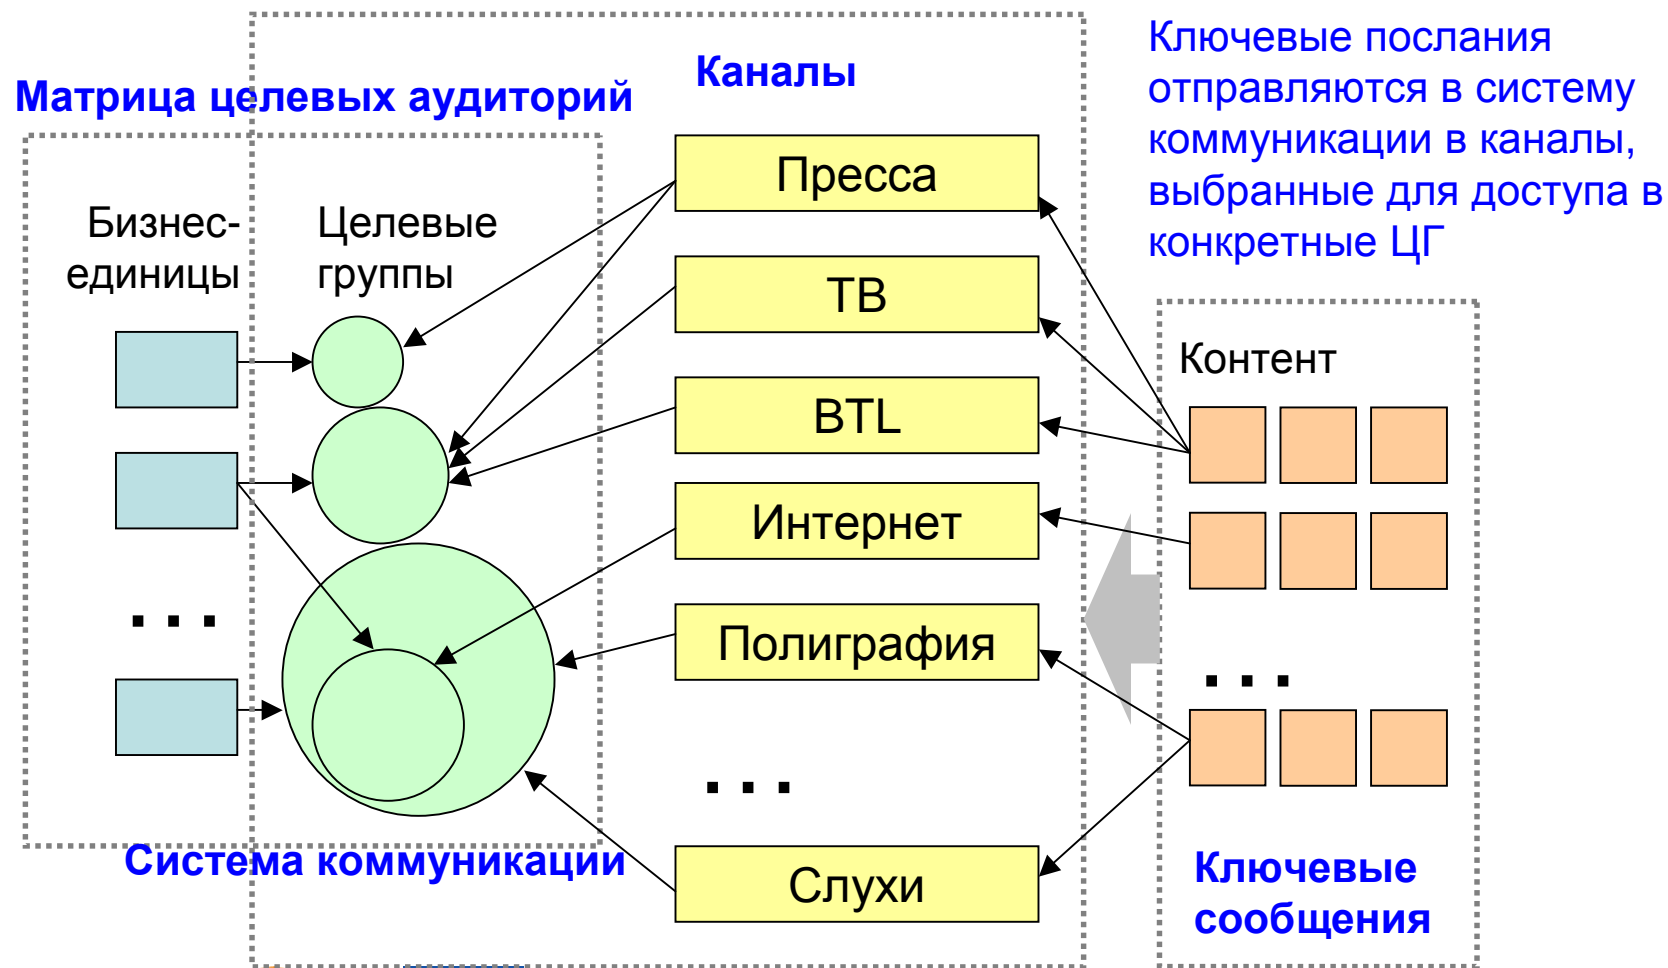 Ключевые послания
отправляются в систему
коммуникации в каналы,
выбранные для доступа в
конкретные ЦГ
Каналы
Матрица целевых аудиторий
Бизнес-
единицы
Целевые
группы
Пресса
ТВ
BTL
Интернет
Полиграфия
. . .
Слухи
. . .
Контент
. . .
Система коммуникации
Ключевые
сообщения